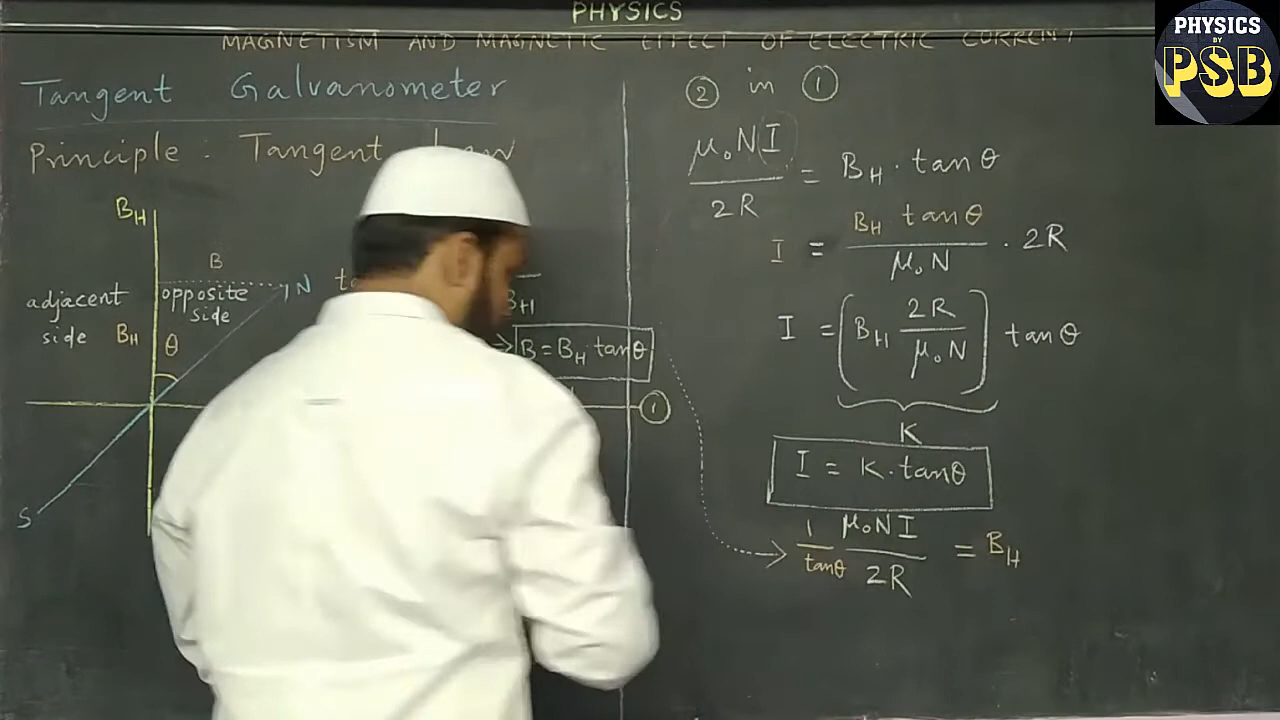 PHYSICS
MAGNETISM AND MAGNETIC EFFECT OF ELECTRIC CURRENT
PHYSICS
BY
PSB
Tangent Galvanometer
Principle : Tangent Law
B_H
B
N
adjacent
side B_H
opposite
side
θ
S
B_H
B = B_H · tanθ
①
② in ①
μ₀NI / 2R = B_H · tanθ
I = B_H tanθ / μ₀N · 2R
I = (B_H 2R / μ₀N) tanθ
K
I = K · tanθ
1 / tanθ μ₀NI / 2R = B_H